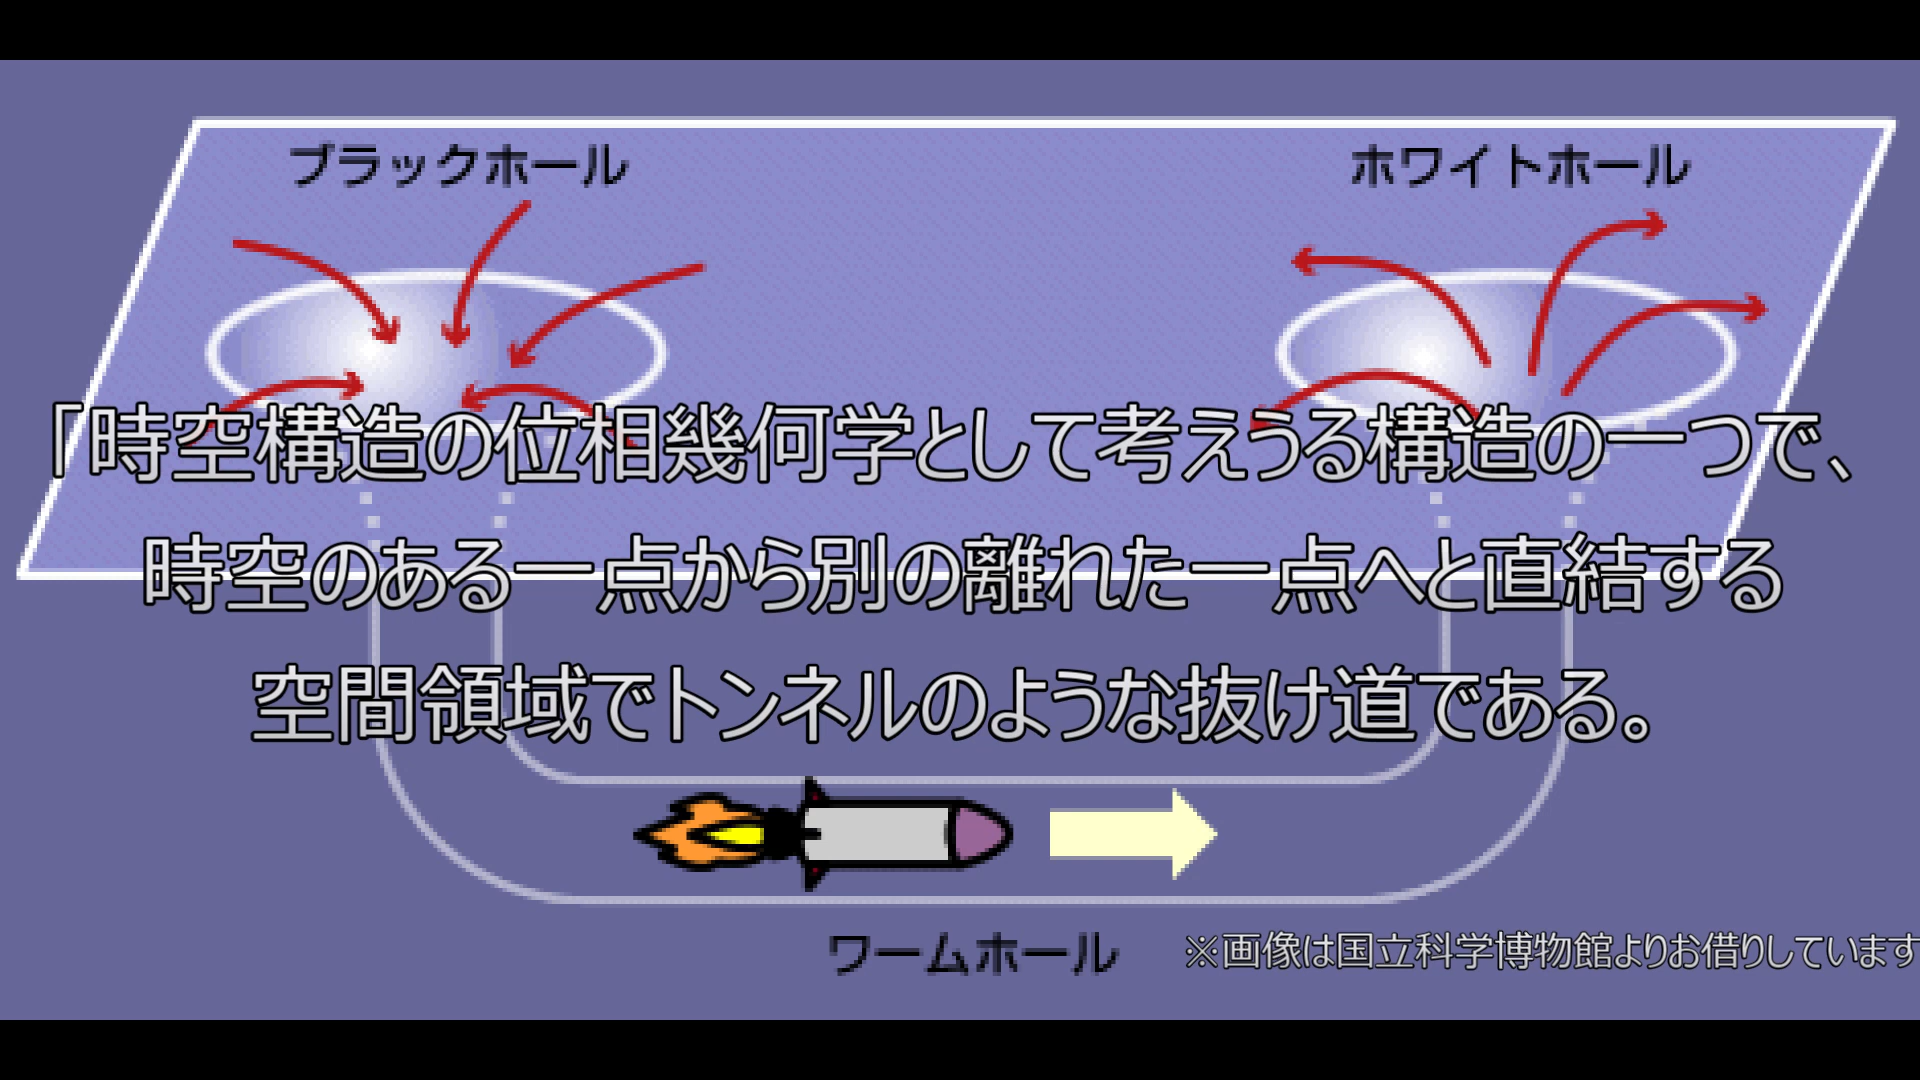 ブラックホール
ホワイトホール
「時空構造の位相幾何学として考えうる構造の一つで、
時空のある一点から別の離れた一点へと直結する
空間領域でトンネルのような抜け道である。
ワームホール
※画像は国立科学博物館よりお借りしています